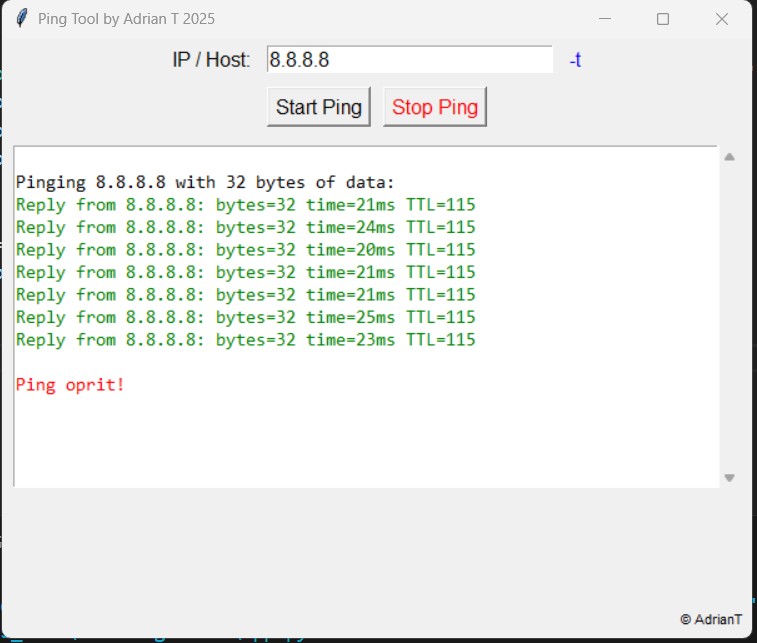 Ping Tool by Adrian T 2025
IP / Host: 8.8.8.8 -t
Start Ping Stop Ping
Pinging 8.8.8.8 with 32 bytes of data:
Reply from 8.8.8.8: bytes=32 time=21ms TTL=115
Reply from 8.8.8.8: bytes=32 time=24ms TTL=115
Reply from 8.8.8.8: bytes=32 time=20ms TTL=115
Reply from 8.8.8.8: bytes=32 time=21ms TTL=115
Reply from 8.8.8.8: bytes=32 time=21ms TTL=115
Reply from 8.8.8.8: bytes=32 time=25ms TTL=115
Reply from 8.8.8.8: bytes=32 time=23ms TTL=115
Ping oprit!
© AdrianT